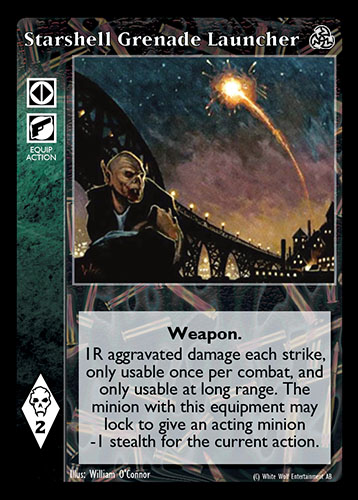 Starshell Grenade Launcher
EQUIP
ACTION
Weapon.
1R aggravated damage each strike,
only usable once per combat, and
only usable at long range. The
minion with this equipment may
lock to give an acting minion
-1 stealth for the current action.
2
Illus: William O'Connor
(C) White Wolf Entertainment AB